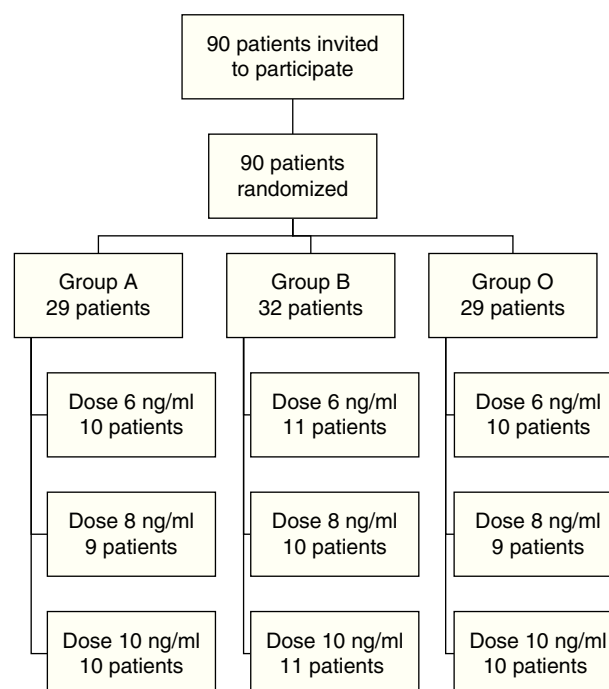 90 patients invited
to participate
90 patients
randomized
Group A
29 patients
Group B
32 patients
Group O
29 patients
Dose 6 ng/ml
10 patients
Dose 6 ng/ml
11 patients
Dose 6 ng/ml
10 patients
Dose 8 ng/ml
9 patients
Dose 8 ng/ml
10 patients
Dose 8 ng/ml
9 patients
Dose 10 ng/ml
10 patients
Dose 10 ng/ml
11 patients
Dose 10 ng/ml
10 patients